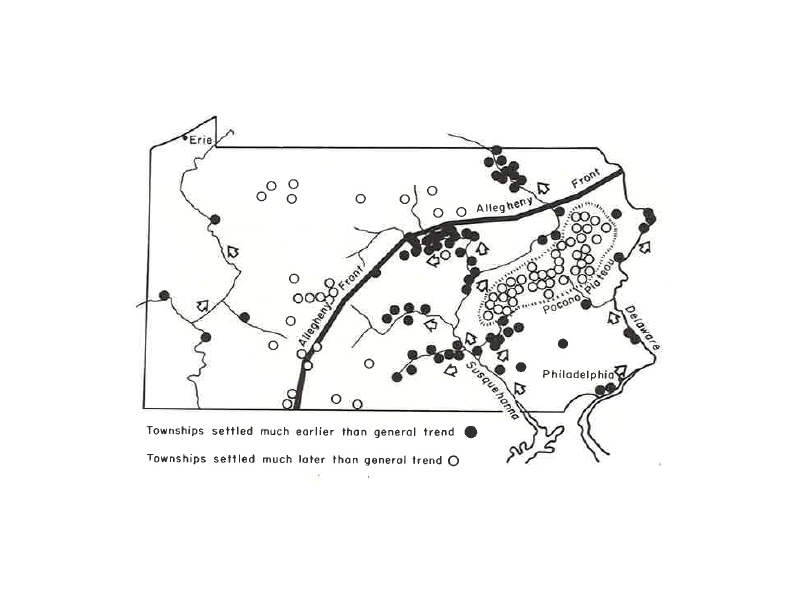 Erie
Allegheny Front
Allegheny Front
Pocono Plateau
Delaware
Philadelphia
Susquehanna
Townships settled much earlier than general trend
Townships settled much later than general trend